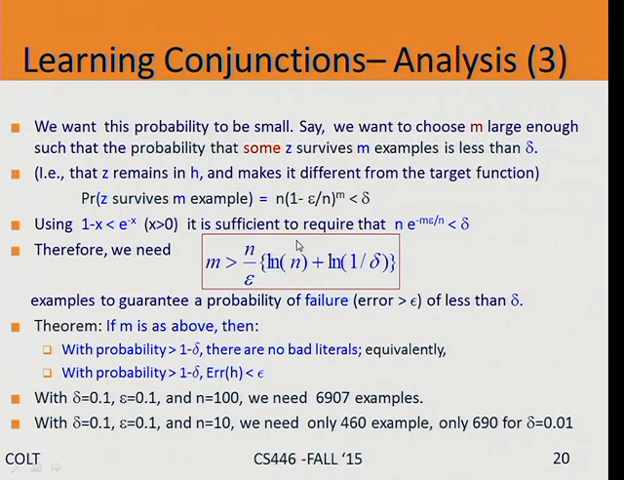 Learning Conjunctions– Analysis (3)
We want this probability to be small. Say, we want to choose m large enough
such that the probability that some z survives m examples is less than δ.
(I.e., that z remains in h, and makes it different from the target function)
Pr(z survives m example) = n(1- ε/n)^m < δ
Using 1-x < e^-x (x>0) it is sufficient to require that n e^-mε/n < δ
Therefore, we need
m > n/ε {ln(n) + ln(1/δ)}
examples to guarantee a probability of failure (error > ϵ) of less than δ.
Theorem: If m is as above, then:
With probability > 1-δ, there are no bad literals; equivalently,
With probability > 1-δ, Err(h) < ϵ
With δ=0.1, ε=0.1, and n=100, we need 6907 examples.
With δ=0.1, ε=0.1, and n=10, we need only 460 example, only 690 for δ=0.01
COLT CS446 -FALL ‘15 20